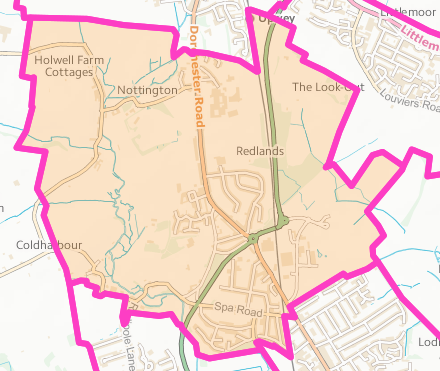 Littlemoor
Upwey
Littlem
Holwell Farm
Cottages
Dorchester Road
Nottington
The Look-Out
Louviers Road
Redlands
Coldharbour
Spa Road
Lane